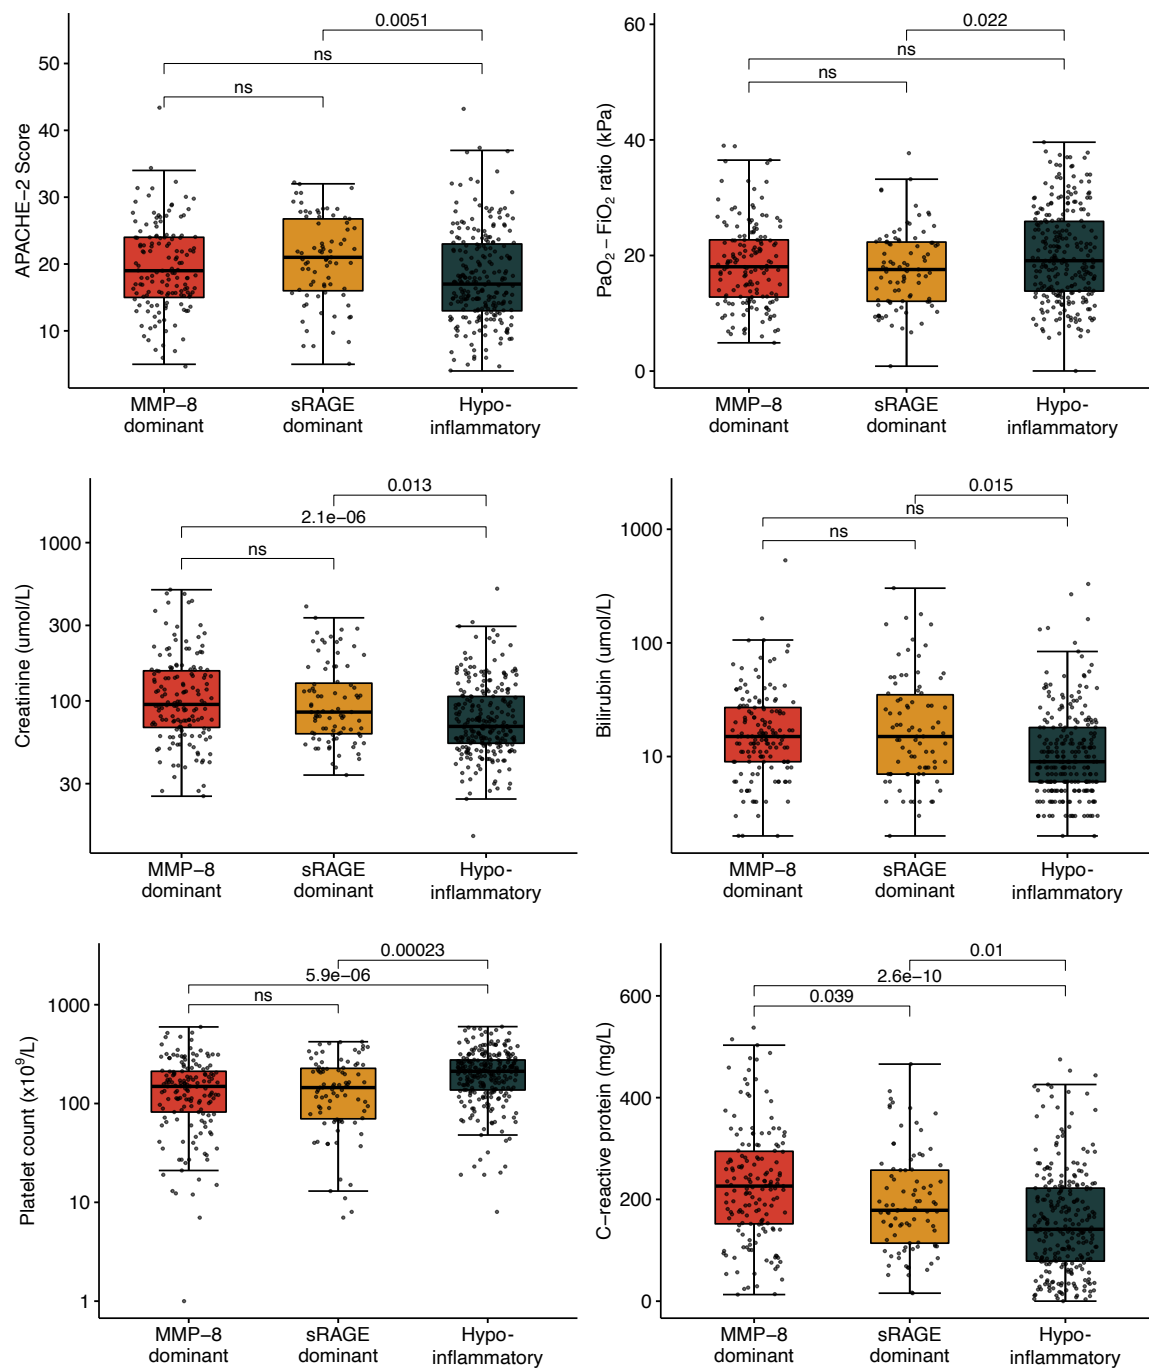 0.0051
ns
ns
50
40
30
20
10
APACHE−2 Score
MMP−8
dominant
sRAGE
dominant
Hypo-
inflammatory
0.022
ns
ns
60
40
20
0
PaO2 − FiO2 ratio (kPa)
MMP−8
dominant
sRAGE
dominant
Hypo-
inflammatory
0.013
2.1e−06
ns
1000
300
100
30
Creatinine (umol/L)
MMP−8
dominant
sRAGE
dominant
Hypo-
inflammatory
0.015
ns
ns
1000
100
10
Bilirubin (umol/L)
MMP−8
dominant
sRAGE
dominant
Hypo-
inflammatory
0.00023
5.9e−06
ns
1000
100
10
1
Platelet count (x10⁹/L)
MMP−8
dominant
sRAGE
dominant
Hypo-
inflammatory
0.01
2.6e−10
0.039
600
400
200
0
C−reactive protein (mg/L)
MMP−8
dominant
sRAGE
dominant
Hypo-
inflammatory